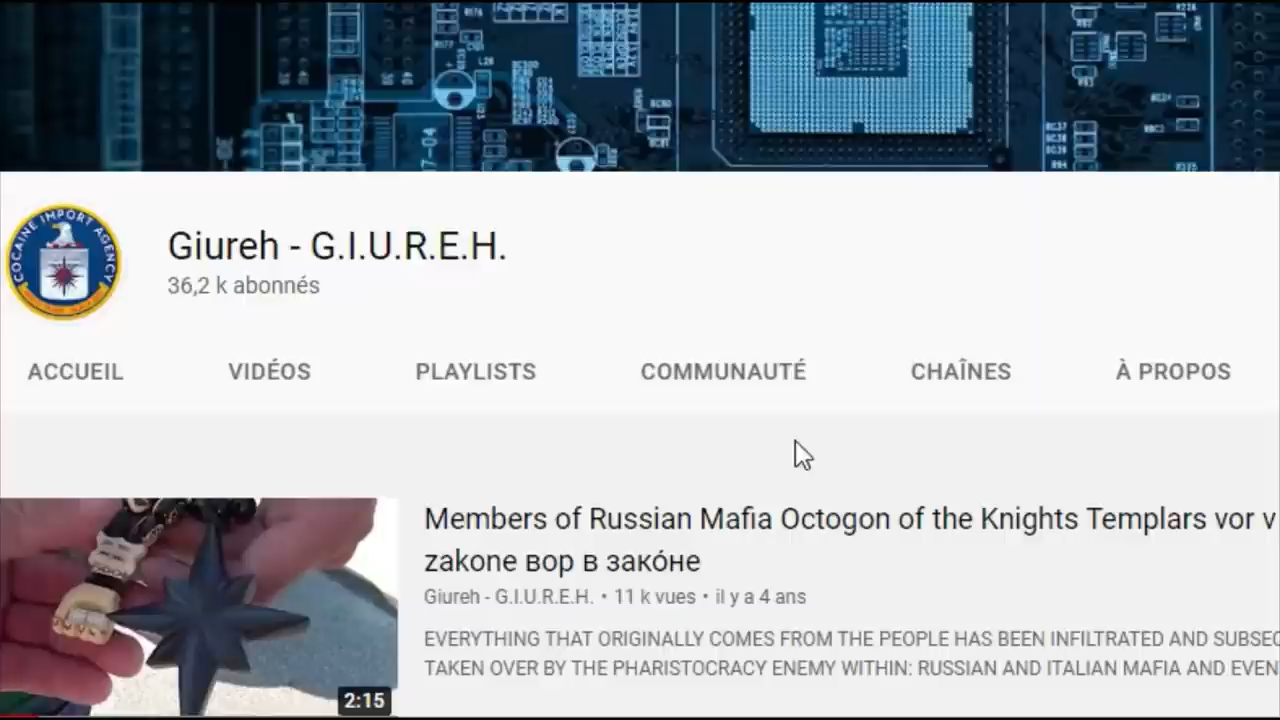 COCAINE IMPORT AGENCY
Giureh - G.I.U.R.E.H.
36,2 k abonnés
ACCUEIL VIDÉOS PLAYLISTS COMMUNAUTÉ CHAÎNES À PROPOS
Members of Russian Mafia Octogon of the Knights Templars vor v
zakone вор в зако́не
Giureh - G.I.U.R.E.H. • 11 k vues • il y a 4 ans
EVERYTHING THAT ORIGINALLY COMES FROM THE PEOPLE HAS BEEN INFILTRATED AND SUBSEC
TAKEN OVER BY THE PHARISTOCRACY ENEMY WITHIN: RUSSIAN AND ITALIAN MAFIA AND EVEN
2:15